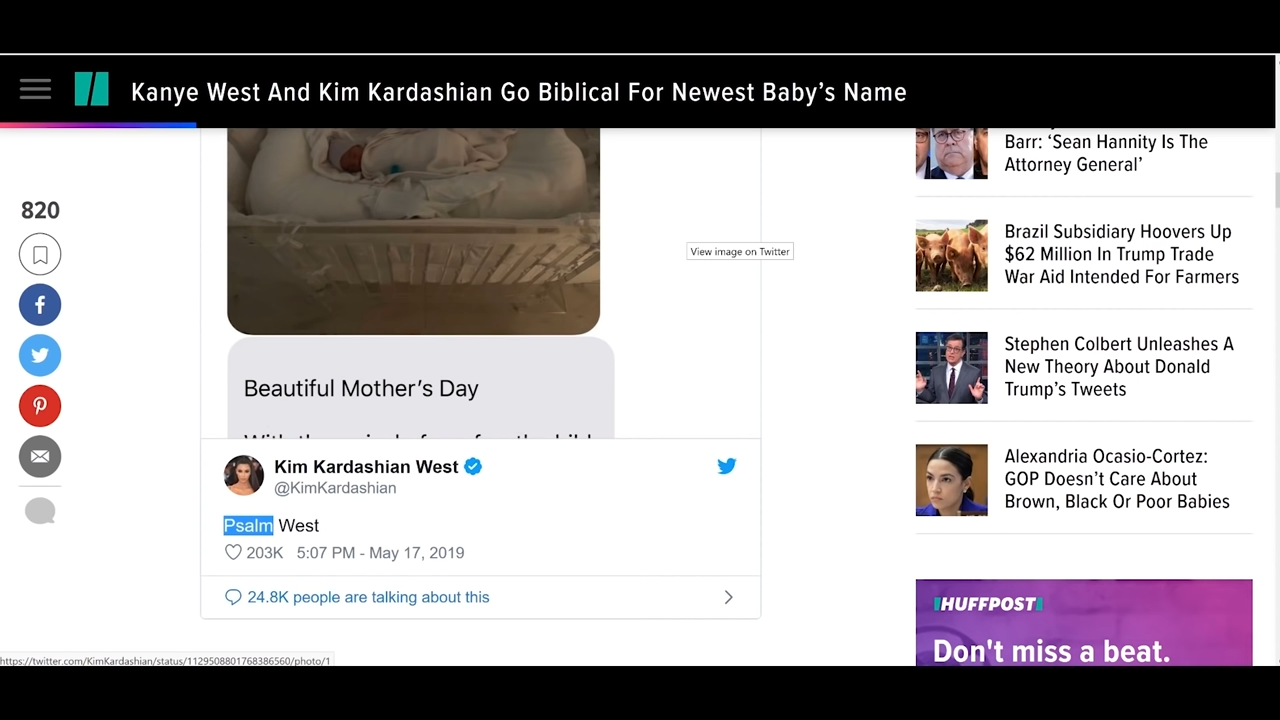 Kanye West And Kim Kardashian Go Biblical For Newest Baby's Name
820
View image on Twitter
Beautiful Mother's Day
Kim Kardashian West
@KimKardashian
Psalm West
203K 5:07 PM - May 17, 2019
24.8K people are talking about this
https://twitter.com/KimKardashian/status/1129508801768386560/photo/1
Barr: ‘Sean Hannity Is The
Attorney General’
Brazil Subsidiary Hoovers Up
$62 Million In Trump Trade
War Aid Intended For Farmers
Stephen Colbert Unleashes A
New Theory About Donald
Trump's Tweets
Alexandria Ocasio-Cortez:
GOP Doesn't Care About
Brown, Black Or Poor Babies
HUFFPOST
Don't miss a beat.